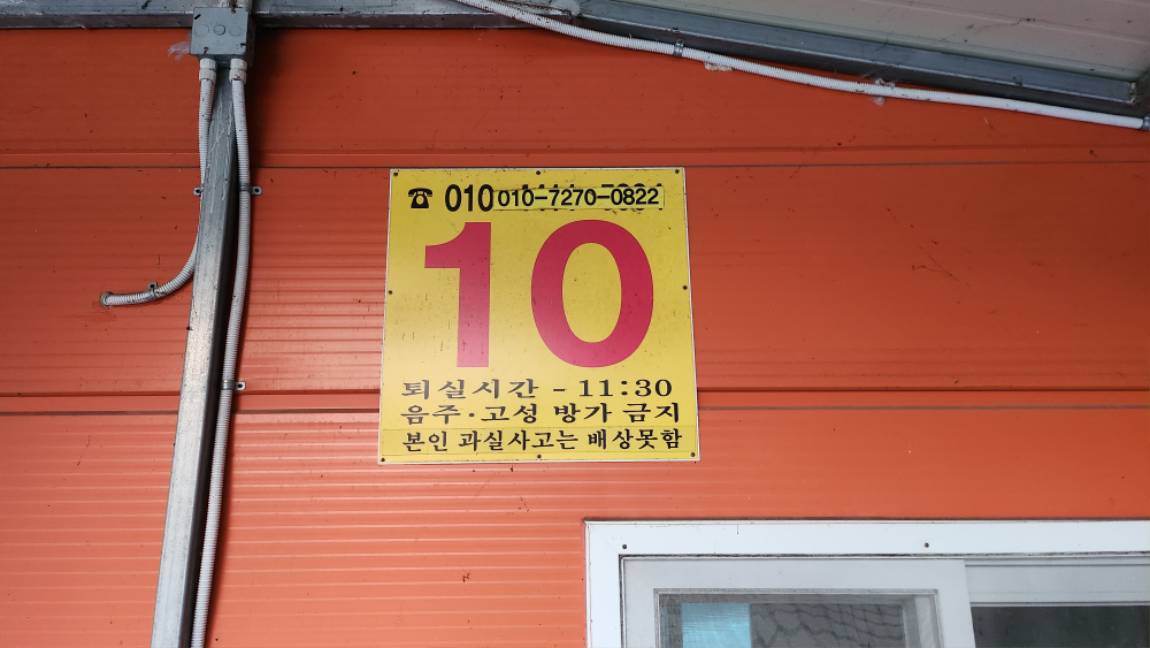 ☎ 010 010-7270-0822
10
퇴실시간 - 11:30
음주·고성 방가 금지
본인 과실사고는 배상못함